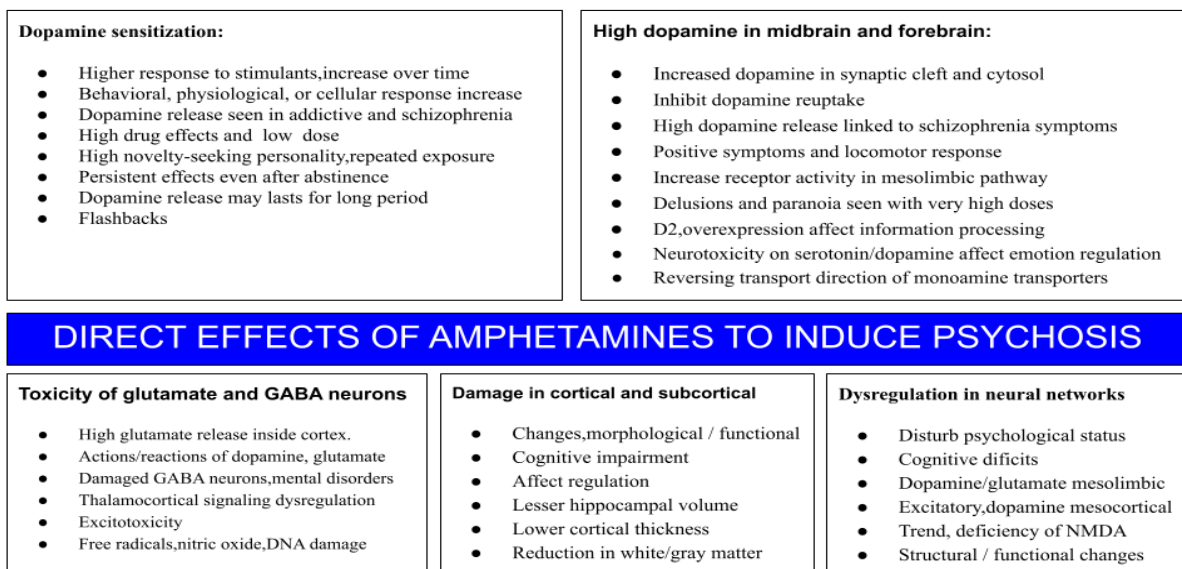 Dopamine sensitization:
● Higher response to stimulants,increase over time
● Behavioral, physiological, or cellular response increase
● Dopamine release seen in addictive and schizophrenia
● High drug effects and low dose
● High novelty-seeking personality,repeated exposure
● Persistent effects even after abstinence
● Dopamine release may lasts for long period
● Flashbacks
High dopamine in midbrain and forebrain:
● Increased dopamine in synaptic cleft and cytosol
● Inhibit dopamine reuptake
● High dopamine release linked to schizophrenia symptoms
● Positive symptoms and locomotor response
● Increase receptor activity in mesolimbic pathway
● Delusions and paranoia seen with very high doses
● D2,overexpression affect information processing
● Neurotoxicity on serotonin/dopamine affect emotion regulation
● Reversing transport direction of monoamine transporters
DIRECT EFFECTS OF AMPHETAMINES TO INDUCE PSYCHOSIS
Toxicity of glutamate and GABA neurons
● High glutamate release inside cortex.
● Actions/reactions of dopamine, glutamate
● Damaged GABA neurons,mental disorders
● Thalamocortical signaling dysregulation
● Excitotoxicity
● Free radicals,nitric oxide,DNA damage
Damage in cortical and subcortical
● Changes,morphological / functional
● Cognitive impairment
● Affect regulation
● Lesser hippocampal volume
● Lower cortical thickness
● Reduction in white/gray matter
Dysregulation in neural networks
● Disturb psychological status
● Cognitive dificits
● Dopamine/glutamate mesolimbic
● Excitatory,dopamine mesocortical
● Trend, deficiency of NMDA
● Structural / functional changes